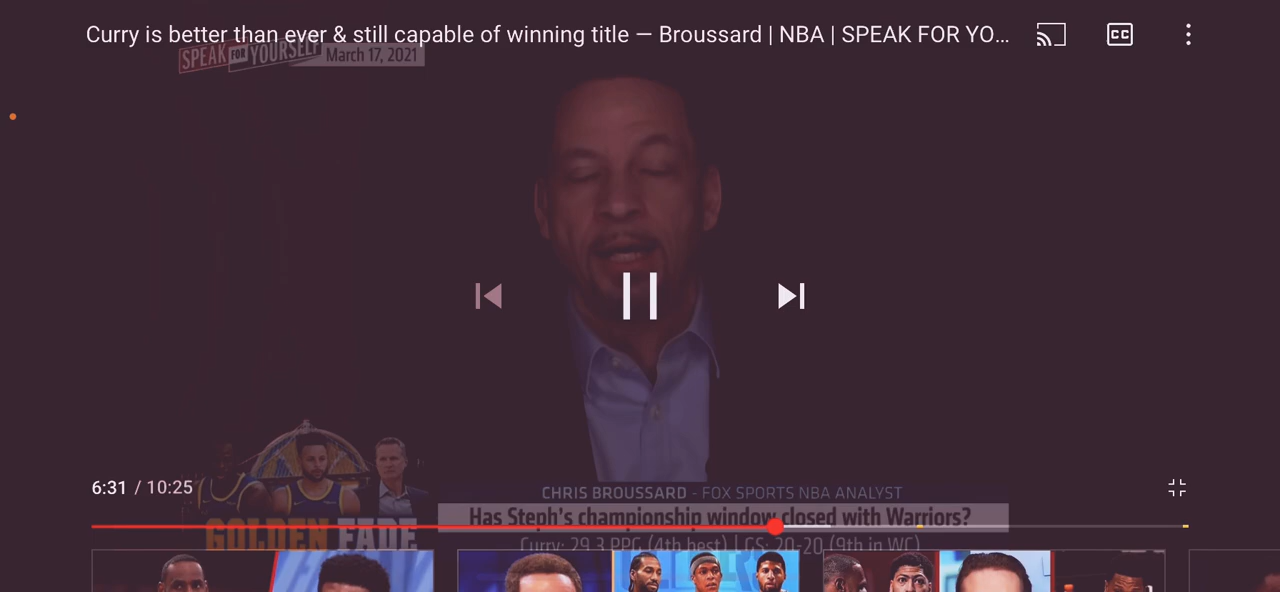 Curry is better than ever & still capable of winning title — Broussard | NBA | SPEAK FOR YO...
CC
SPEAK FOR YOURSELF
March 17, 2021
6:31 / 10:25
CHRIS BROUSSARD - FOX SPORTS NBA ANALYST
GOLDEN FADE
Has Steph's championship window closed with Warriors?
Curry: 29.3 PPG (4th best) | GS: 20-20 (9th in WC)